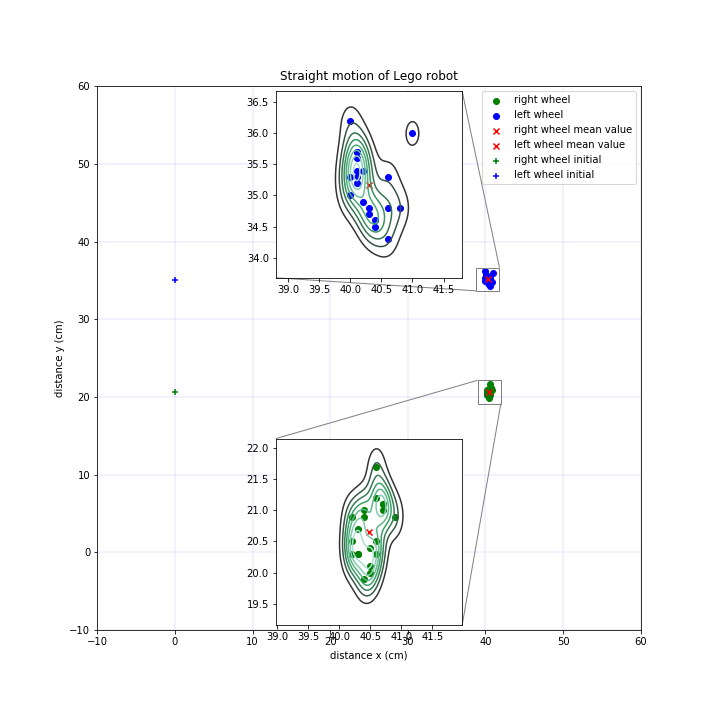 Straight motion of Lego robot
right wheel
left wheel
right wheel mean value
left wheel mean value
right wheel initial
left wheel initial
distance y (cm)
60
50
40
30
20
10
0
−10
36.5
36.0
35.5
35.0
34.5
34.0
39.0 39.5 40.0 40.5 41.0 41.5
22.0
21.5
21.0
20.5
20.0
19.5
39.0 39.5 40.0 40.5 41.0 41.5
−10 0 10 20 30 40 50 60
distance x (cm)